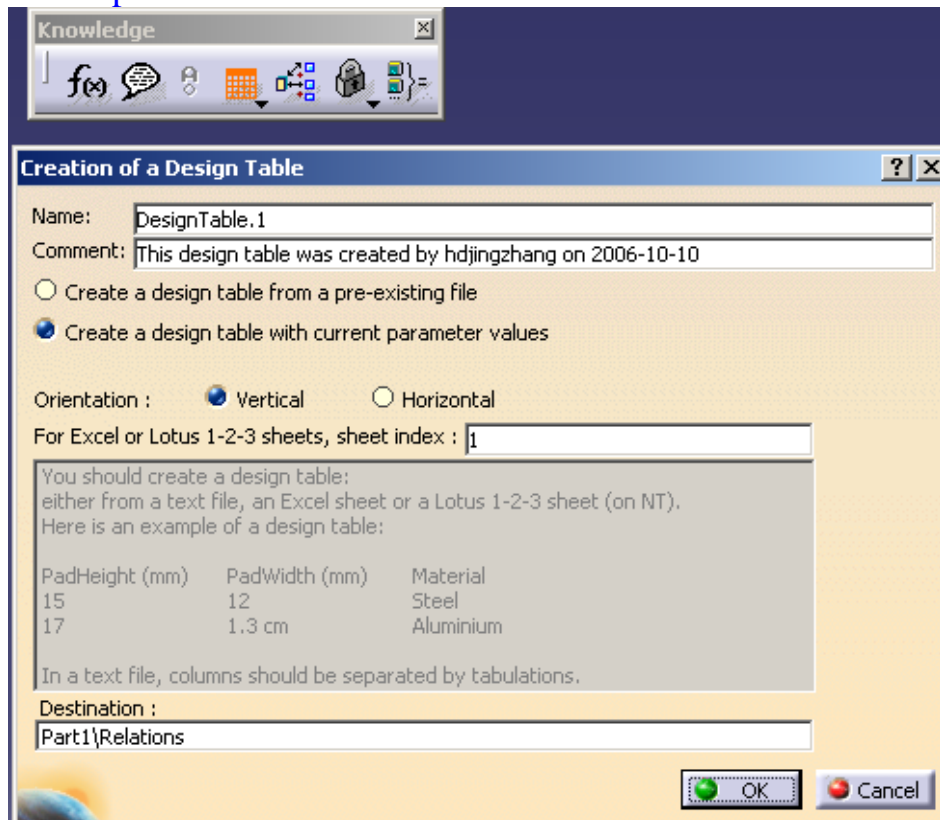 Knowledge
f(x)
Creation of a Design Table
Name: DesignTable.1
Comment: This design table was created by hdjingzhang on 2006-10-10
Create a design table from a pre-existing file
Create a design table with current parameter values
Orientation : Vertical Horizontal
For Excel or Lotus 1-2-3 sheets, sheet index : 1
You should create a design table:
either from a text file, an Excel sheet or a Lotus 1-2-3 sheet (on NT).
Here is an example of a design table:
PadHeight (mm) PadWidth (mm) Material
15 12 Steel
17 1.3 cm Aluminium
In a text file, columns should be separated by tabulations.
Destination :
Part1\Relations
OK Cancel